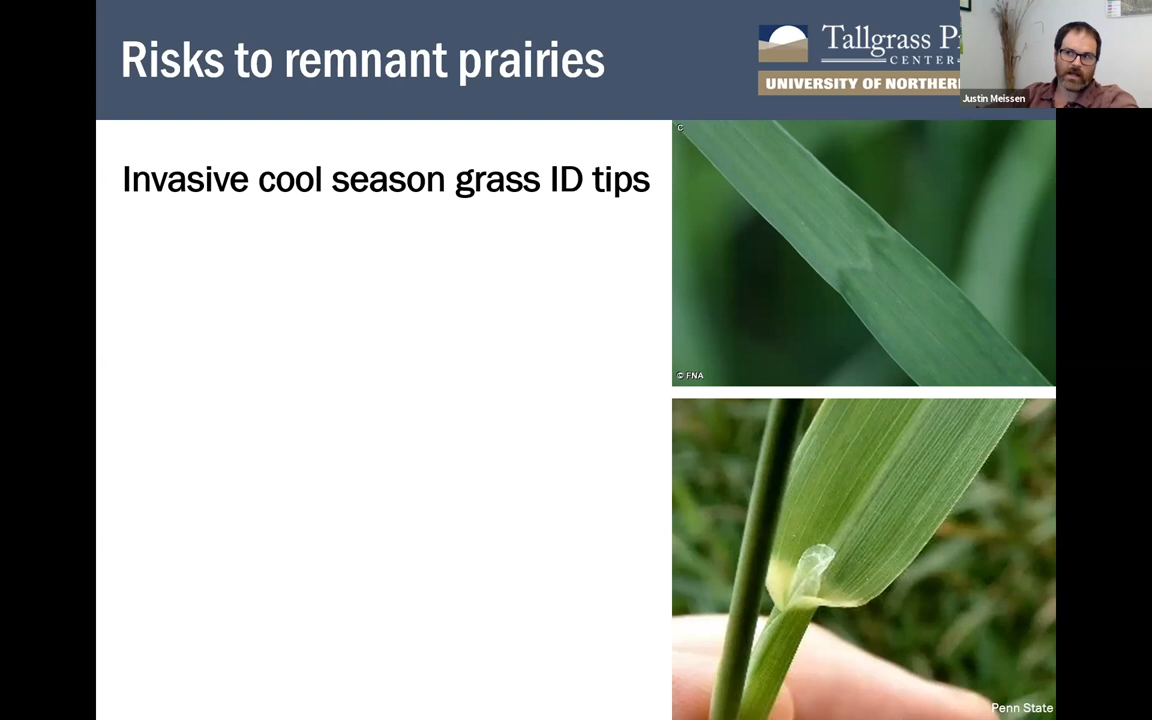 Risks to remnant prairies
Tallgrass P
CENTER
UNIVERSITY OF NORTHER
Justin Meissen
Invasive cool season grass ID tips
C
© FNA
Penn State